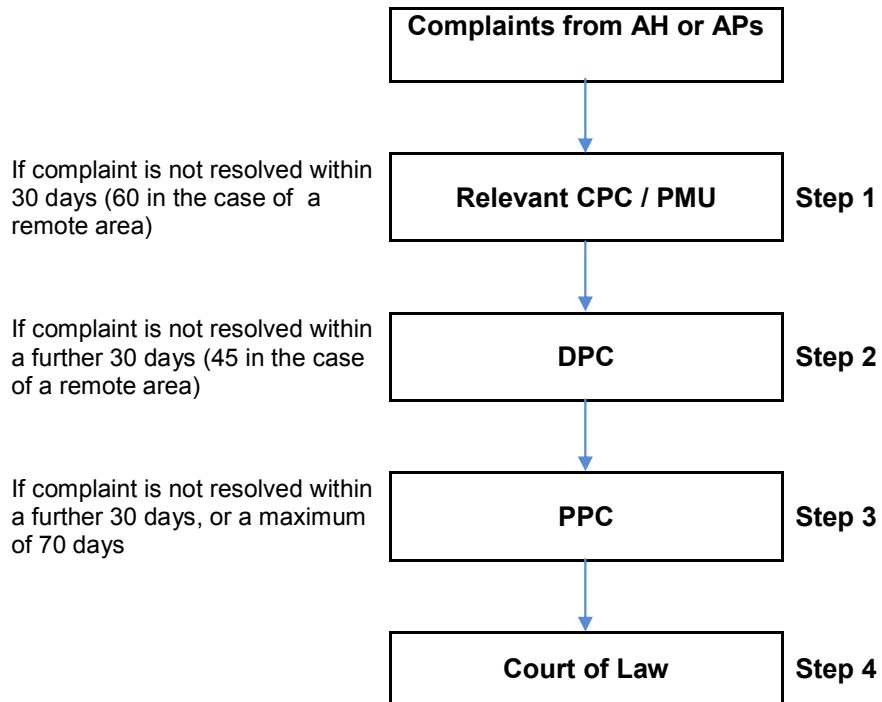 Complaints from AH or APs
If complaint is not resolved within
30 days (60 in the case of a
remote area)
Relevant CPC / PMU
Step 1
If complaint is not resolved within
a further 30 days (45 in the case
of a remote area)
DPC
Step 2
If complaint is not resolved within
a further 30 days, or a maximum
of 70 days
PPC
Step 3
Court of Law
Step 4